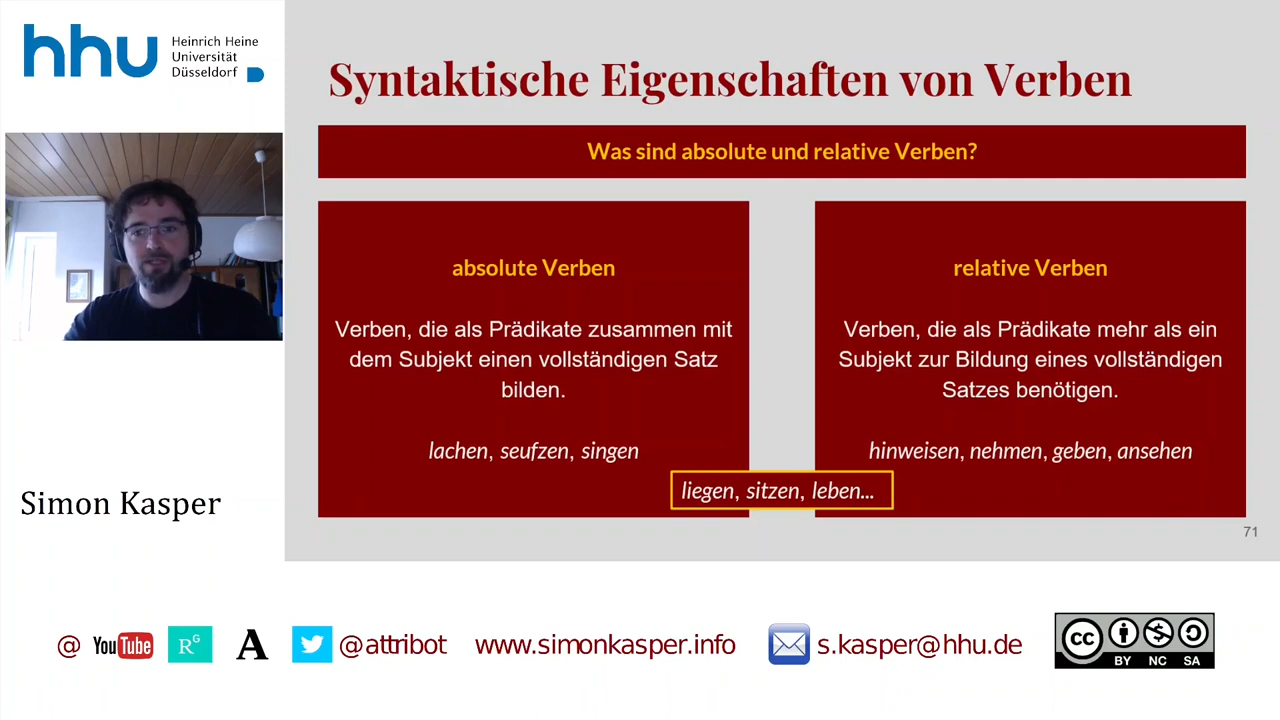 hhu Heinrich Heine
Universität
Düsseldorf
Syntaktische Eigenschaften von Verben
Was sind absolute und relative Verben?
absolute Verben
Verben, die als Prädikate zusammen mit
dem Subjekt einen vollständigen Satz
bilden.
lachen, seufzen, singen
relative Verben
Verben, die als Prädikate mehr als ein
Subjekt zur Bildung eines vollständigen
Satzes benötigen.
hinweisen, nehmen, geben, ansehen
liegen, sitzen, leben...
71
Simon Kasper
@ YouTube RG A @attribot www.simonkasper.info s.kasper@hhu.de
cc BY NC SA